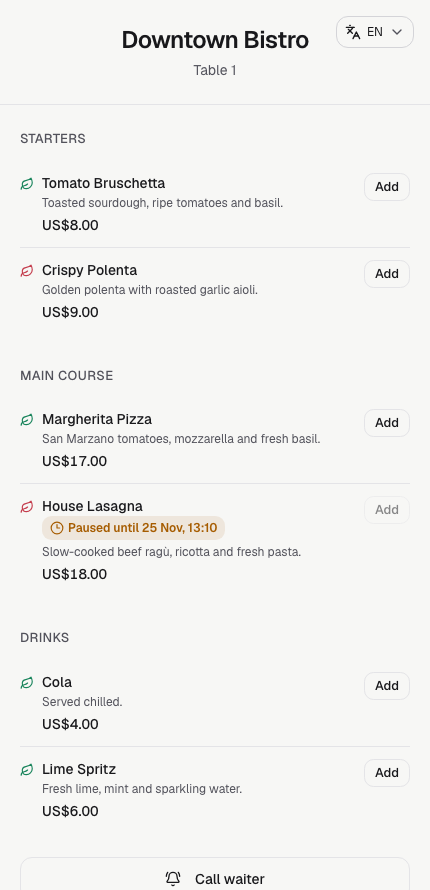 Downtown Bistro
EN
Table 1
STARTERS
Tomato Bruschetta
Add
Toasted sourdough, ripe tomatoes and basil.
US$8.00
Crispy Polenta
Add
Golden polenta with roasted garlic aioli.
US$9.00
MAIN COURSE
Margherita Pizza
Add
San Marzano tomatoes, mozzarella and fresh basil.
US$17.00
House Lasagna
Add
Paused until 25 Nov, 13:10
Slow-cooked beef ragù, ricotta and fresh pasta.
US$18.00
DRINKS
Cola
Add
Served chilled.
US$4.00
Lime Spritz
Add
Fresh lime, mint and sparkling water.
US$6.00
Call waiter